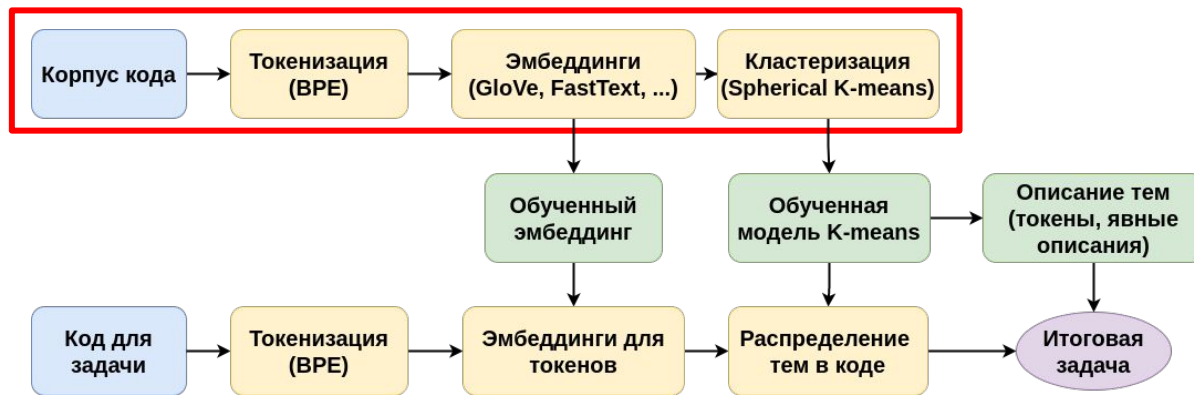 Корпус кода
Токенизация
(BPE)
Эмбеддинги
(GloVe, FastText, ...)
Кластеризация
(Spherical K-means)
Обученный
эмбеддинг
Обученная
модель K-means
Описание тем
(токены, явные
описания)
Код для
задачи
Токенизация
(BPE)
Эмбеддинги для
токенов
Распределение
тем в коде
Итоговая
задача